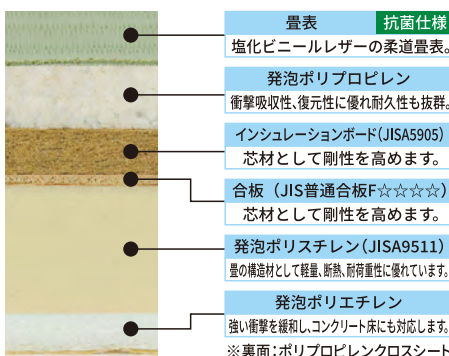 畳表 抗菌仕様
塩化ビニールレザーの柔道畳表。
発泡ポリプロピレン
衝撃吸収性、復元性に優れ耐久性も抜群。
インシュレーションボード(JISA5905)
芯材として剛性を高めます。
合板（JIS普通合板F☆☆☆☆）
芯材として剛性を高めます。
発泡ポリスチレン(JISA9511)
畳の構造材として軽量、断熱、耐荷重性に優れています。
発泡ポリエチレン
強い衝撃を緩和し、コンクリート床にも対応します。
※裏面：ポリプロピレンクロスシート